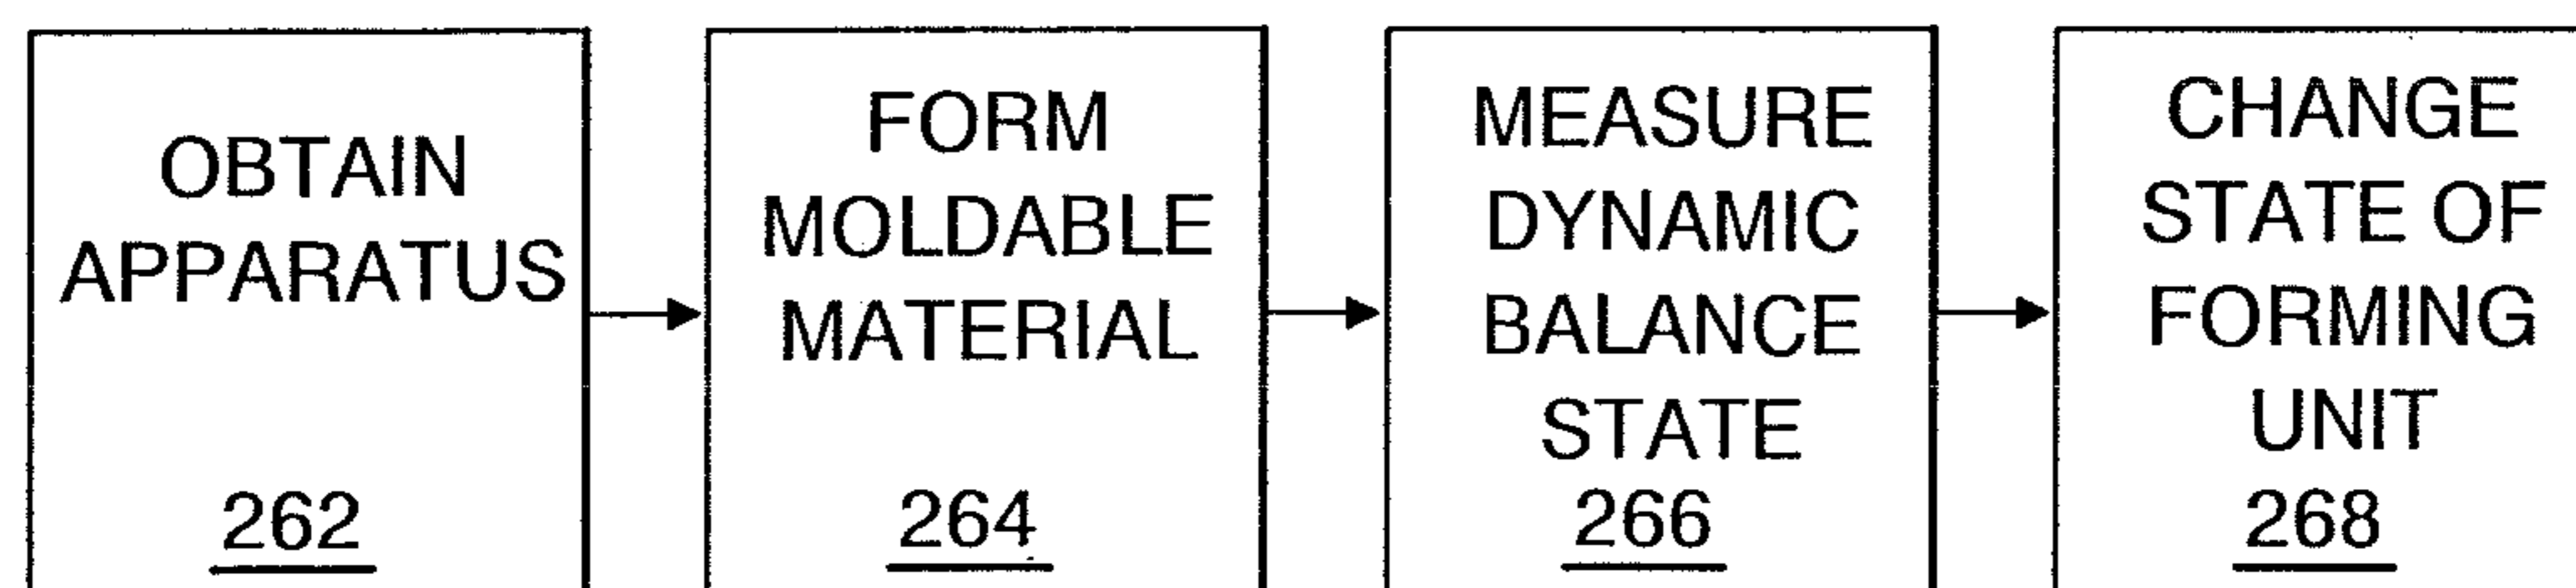 OBTAIN
APPARATUS
262
FORM
MOLDABLE
MATERIAL
264
MEASURE
DYNAMIC
BALANCE
STATE
266
CHANGE
STATE OF
FORMING
UNIT
268